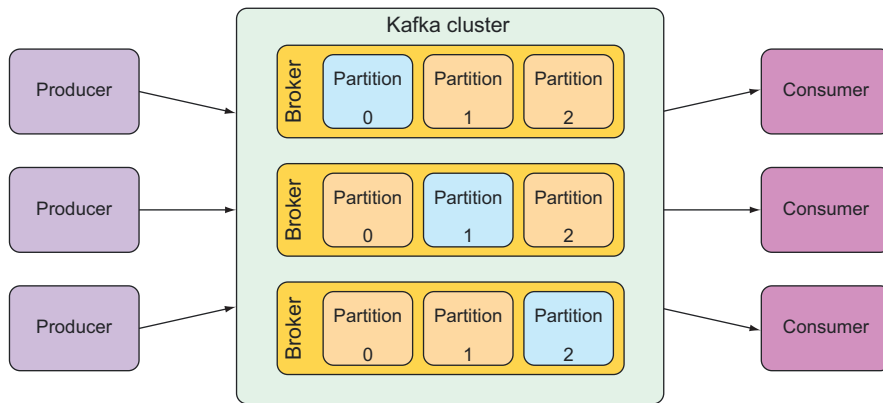 Kafka cluster
Producer
Broker
Partition
0
Partition
1
Partition
2
Consumer
Producer
Broker
Partition
0
Partition
1
Partition
2
Consumer
Producer
Broker
Partition
0
Partition
1
Partition
2
Consumer